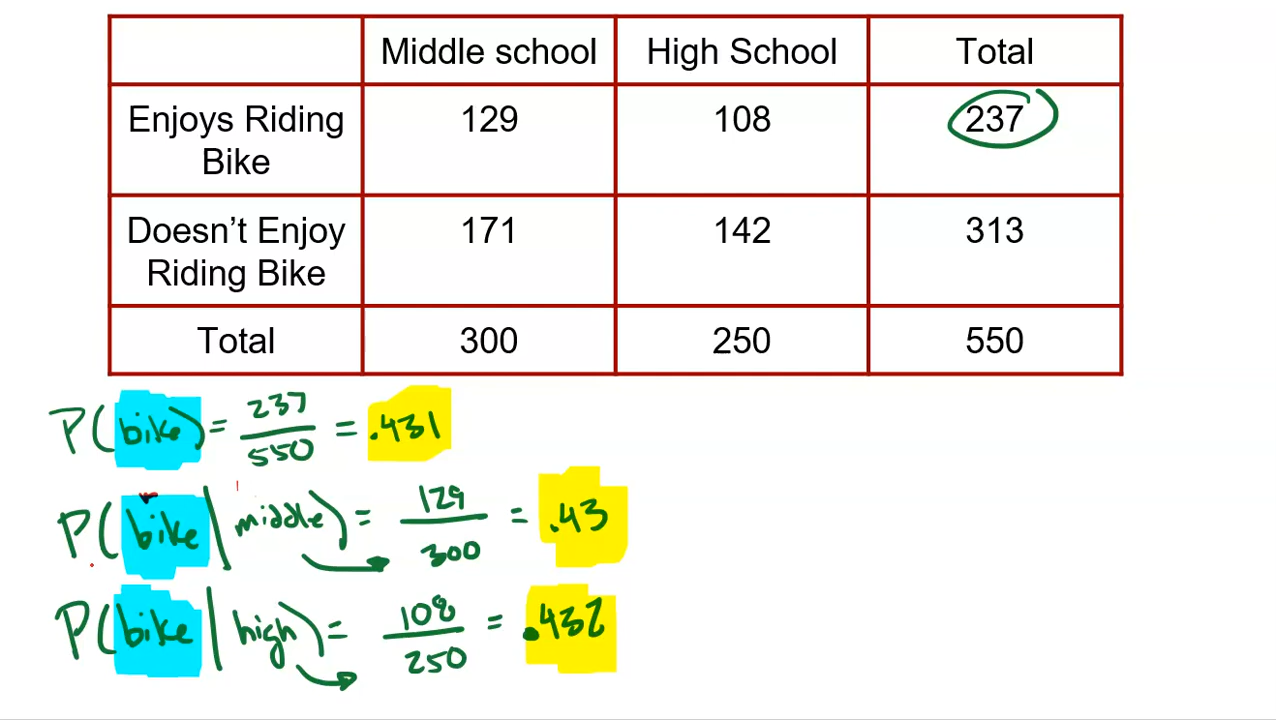 Middle school High School Total
Enjoys Riding Bike 129 108 237
Doesn't Enjoy Riding Bike 171 142 313
Total 300 250 550
P(bike) = 237/550 = .431
P(bike | middle) = 129/300 = .43
P(bike | high) = 108/250 = .432